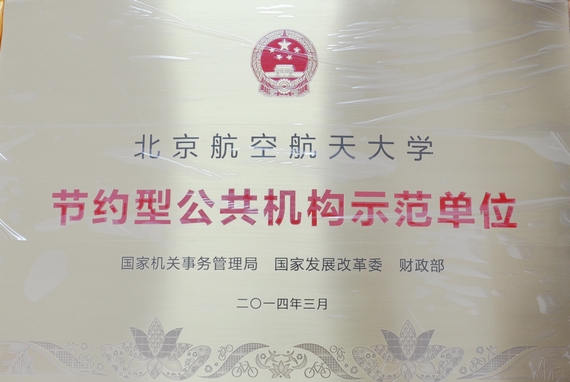 北京航空航天大学
节约型公共机构示范单位
国家机关事务管理局 国家发展改革委 财政部
二〇一四年三月